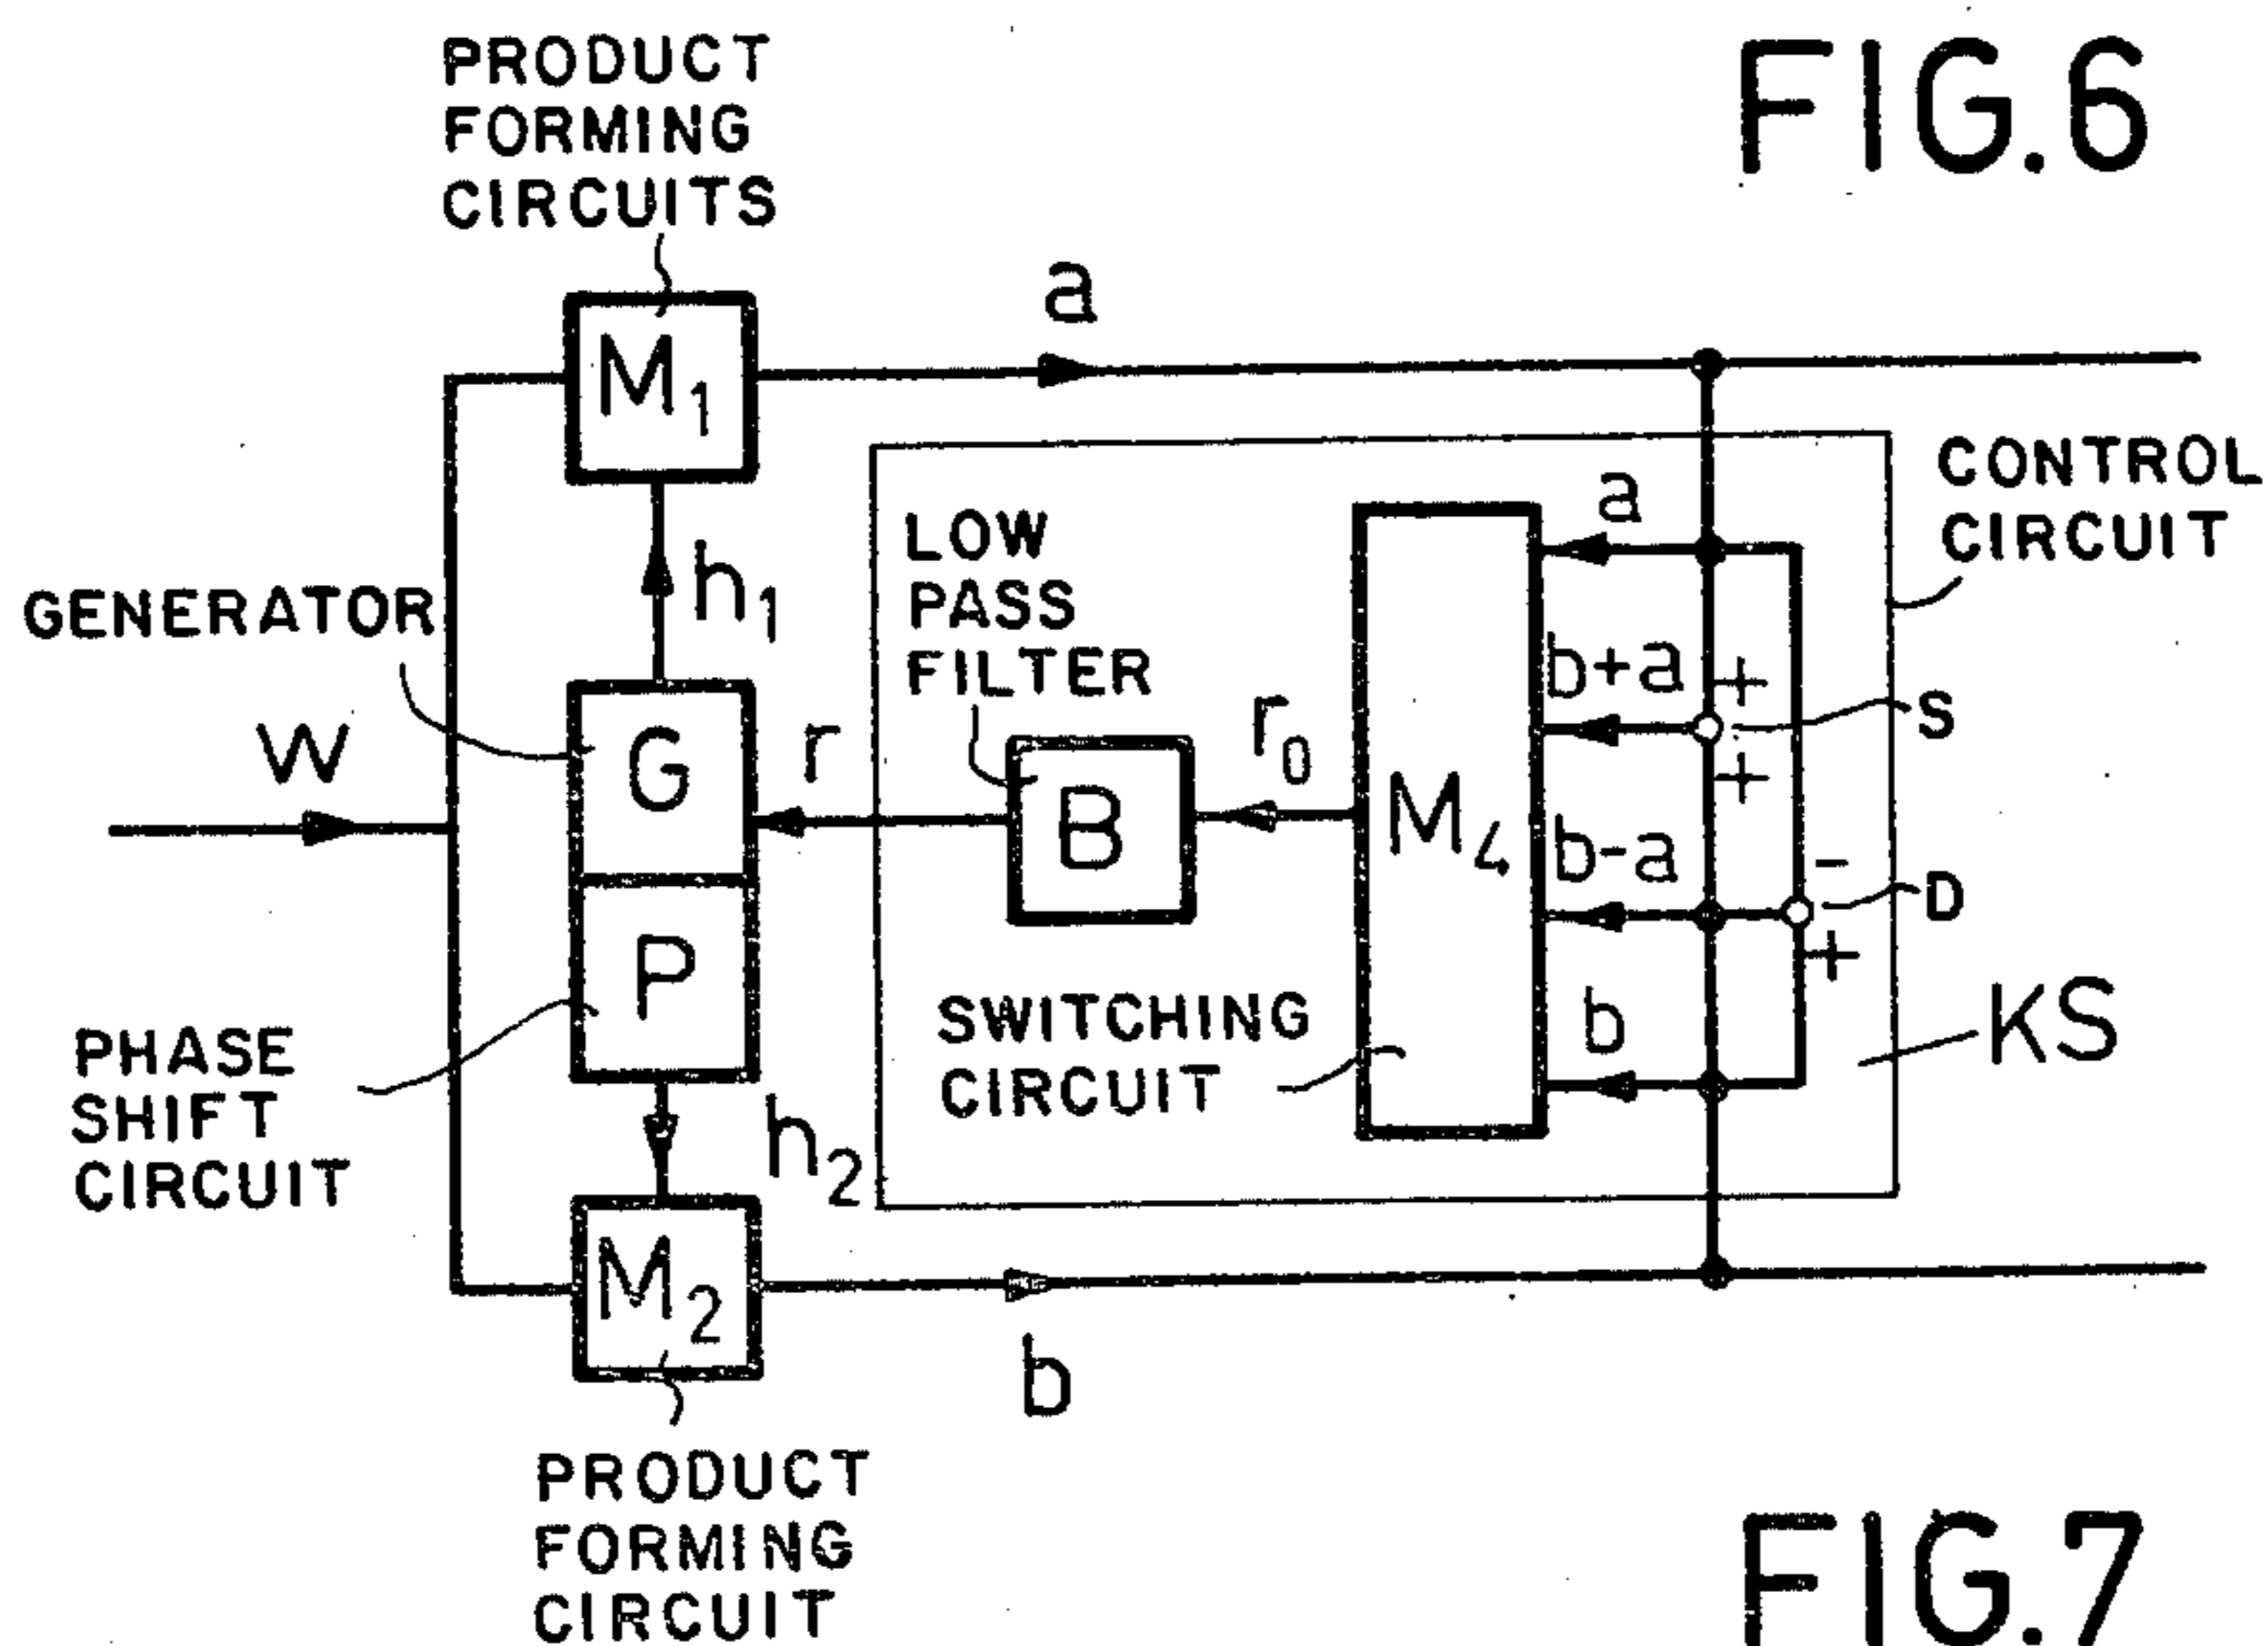 FIG.6
PRODUCT
FORMING
CIRCUITS
a
M1
CONTROL
CIRCUIT
LOW
PASS
FILTER
a
h1
GENERATOR
b+a
+
S
W
G
r
r0
+
B
M4
b-a
-
D
P
+
SWITCHING
CIRCUIT
b
KS
PHASE
SHIFT
CIRCUIT
h2
M2
b
PRODUCT
FORMING
CIRCUIT
FIG.7